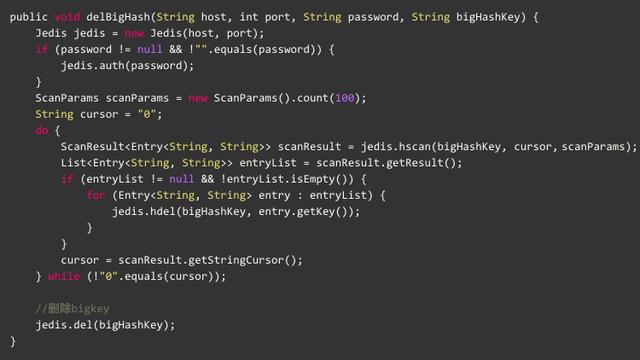 public void delBigHash(String host, int port, String password, String bigHashKey) {
    Jedis jedis = new Jedis(host, port);
    if (password != null && !"".equals(password)) {
        jedis.auth(password);
    }
    ScanParams scanParams = new ScanParams().count(100);
    String cursor = "0";
    do {
        ScanResult<Entry<String, String>> scanResult = jedis.hscan(bigHashKey, cursor, scanParams);
        List<Entry<String, String>> entryList = scanResult.getResult();
        if (entryList != null && !entryList.isEmpty()) {
            for (Entry<String, String> entry : entryList) {
                jedis.hdel(bigHashKey, entry.getKey());
            }
        }
        cursor = scanResult.getStringCursor();
    } while (!"0".equals(cursor));
    //删除bigkey
    jedis.del(bigHashKey);
}